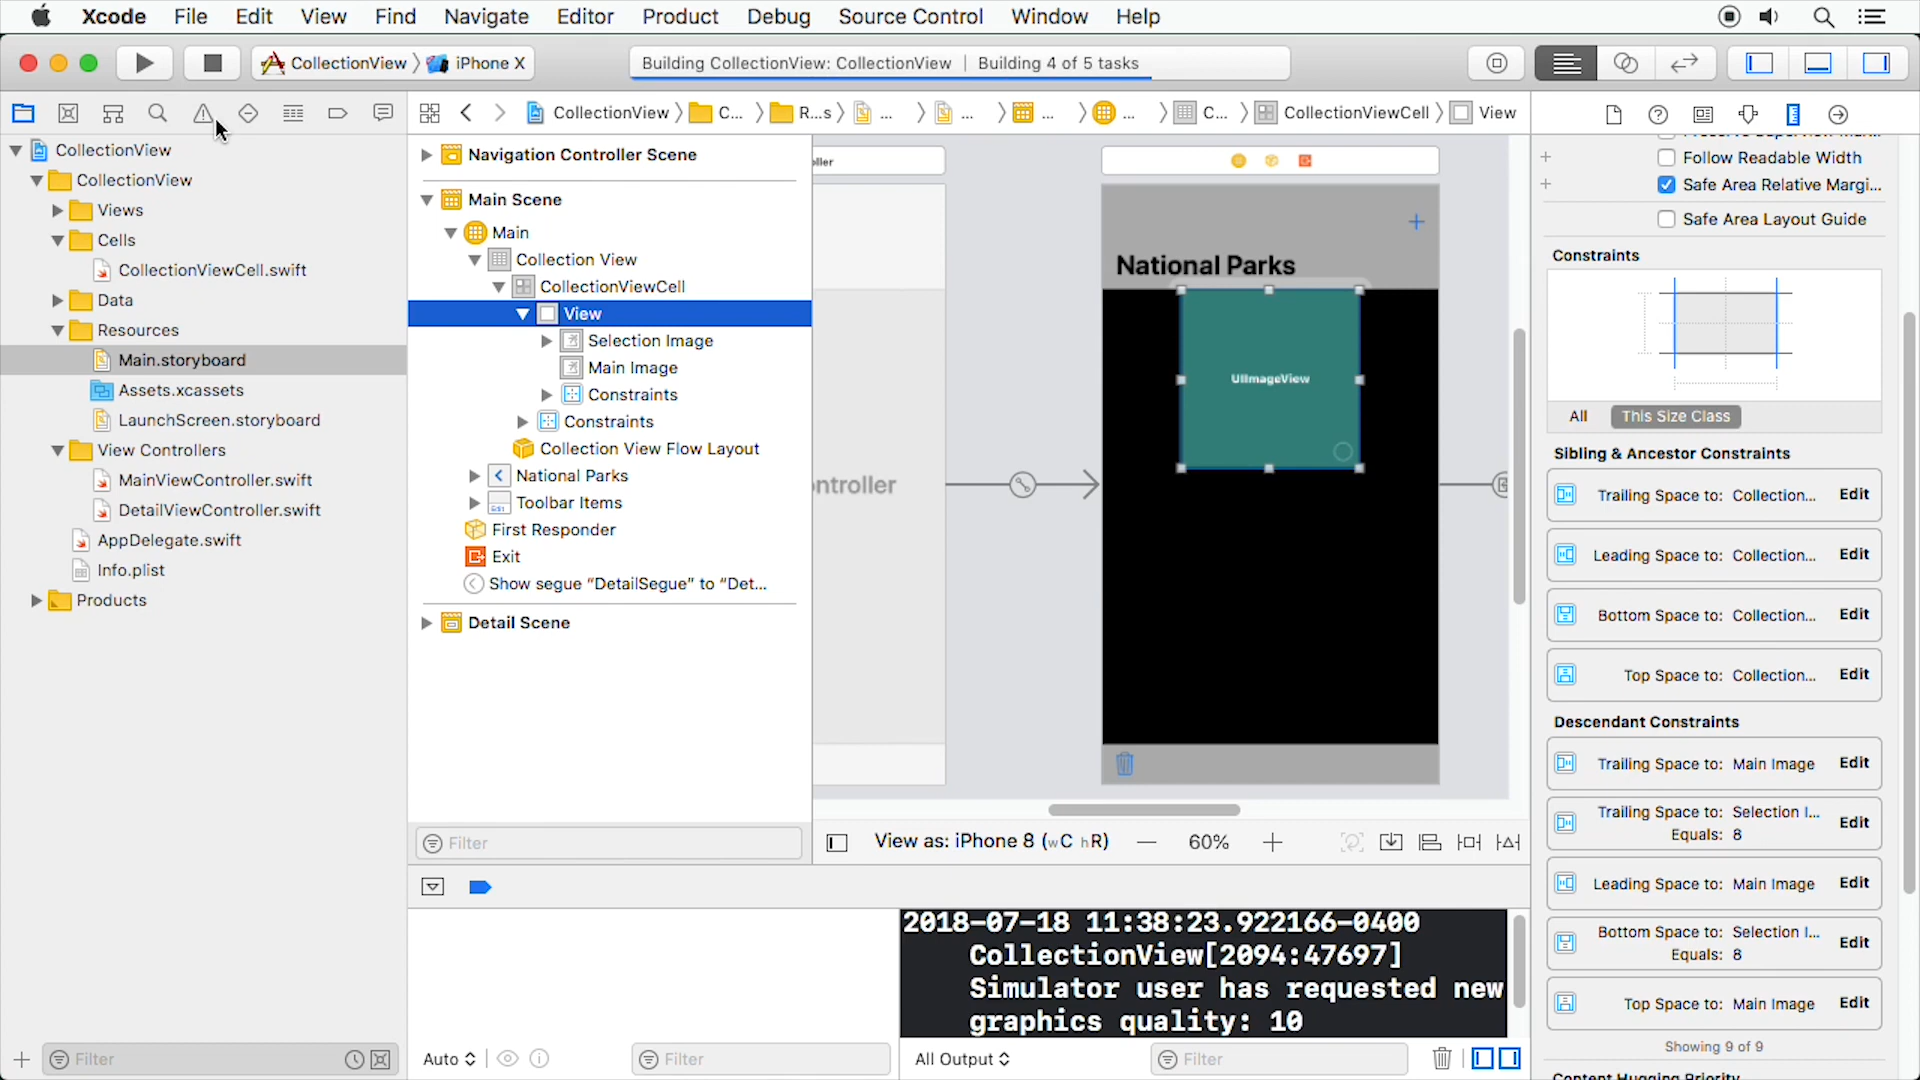 Xcode File Edit View Find Navigate Editor Product Debug Source Control Window Help
CollectionView iPhone X
Building CollectionView: CollectionView | Building 4 of 5 tasks
CollectionView C... R...s ... ... ... ... C... CollectionViewCell View
CollectionView
CollectionView
Views
Cells
CollectionViewCell.swift
Data
Resources
Main.storyboard
Assets.xcassets
LaunchScreen.storyboard
View Controllers
MainViewController.swift
DetailViewController.swift
AppDelegate.swift
Info.plist
Products
Filter
Navigation Controller Scene
Main Scene
Main
Collection View
CollectionViewCell
View
Selection Image
Main Image
Constraints
Constraints
Collection View Flow Layout
National Parks
Toolbar Items
First Responder
Exit
Show segue “DetailSegue” to “Det...
Detail Scene
Filter
ller
ontroller
National Parks
UIImageView
View as: iPhone 8 (wC hR)
60%
Follow Readable Width
Safe Area Relative Margi...
Safe Area Layout Guide
Constraints
All This Size Class
Sibling & Ancestor Constraints
Trailing Space to: Collection... Edit
Leading Space to: Collection... Edit
Bottom Space to: Collection... Edit
Top Space to: Collection... Edit
Descendant Constraints
Trailing Space to: Main Image Edit
Trailing Space to: Selection I... Edit
Equals: 8
Leading Space to: Main Image Edit
Bottom Space to: Selection I... Edit
Equals: 8
Top Space to: Main Image Edit
Showing 9 of 9
Content Hugging Priority
2018-07-18 11:38:23.922166-0400
CollectionView[2094:47697]
Simulator user has requested new
graphics quality: 10
Auto
Filter
All Output
Filter